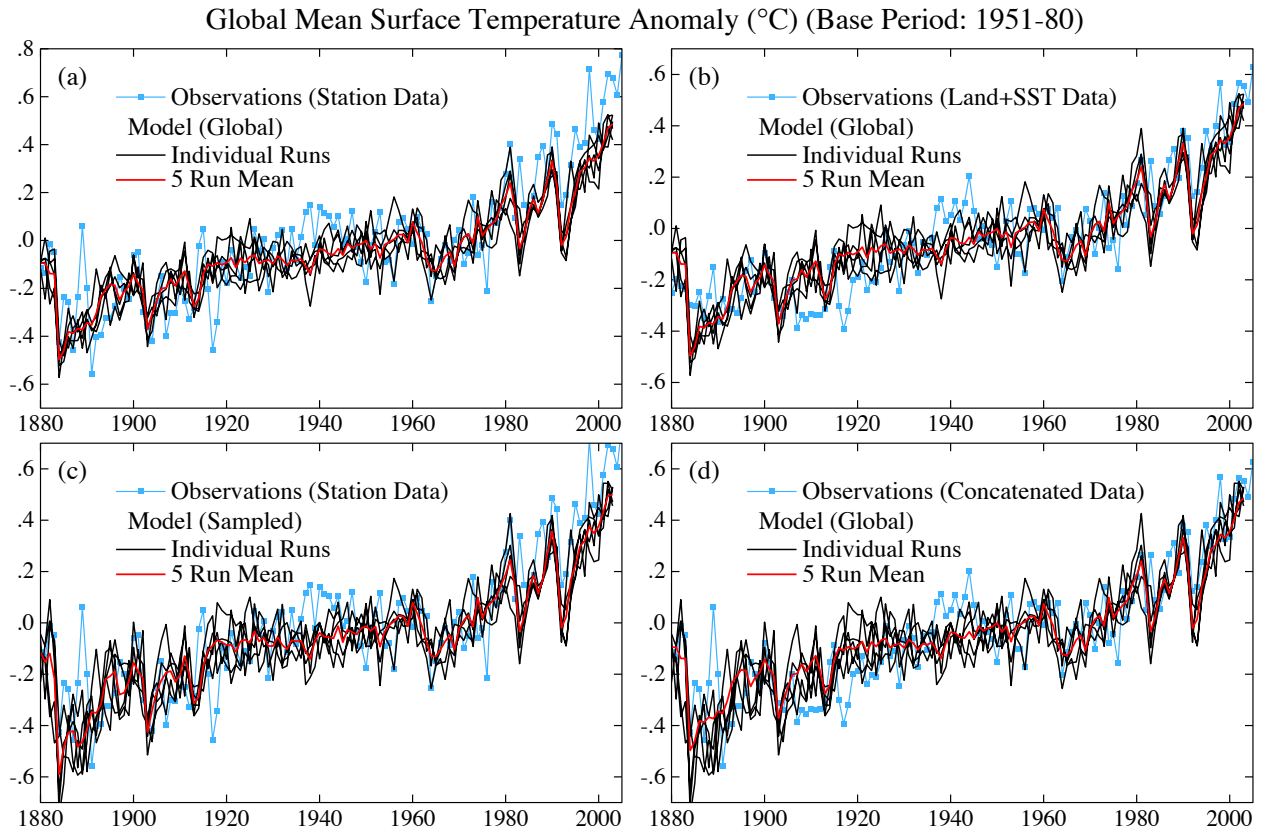 Global Mean Surface Temperature Anomaly (°C) (Base Period: 1951-80)
(a)
Observations (Station Data)
Model (Global)
Individual Runs
5 Run Mean
.8
.6
.4
.2
.0
-.2
-.4
-.6
1880 1900 1920 1940 1960 1980 2000
(b)
Observations (Land+SST Data)
Model (Global)
Individual Runs
5 Run Mean
.6
.4
.2
.0
-.2
-.4
-.6
1880 1900 1920 1940 1960 1980 2000
(c)
Observations (Station Data)
Model (Sampled)
Individual Runs
5 Run Mean
.6
.4
.2
.0
-.2
-.4
-.6
1880 1900 1920 1940 1960 1980 2000
(d)
Observations (Concatenated Data)
Model (Global)
Individual Runs
5 Run Mean
.6
.4
.2
.0
-.2
-.4
-.6
1880 1900 1920 1940 1960 1980 2000